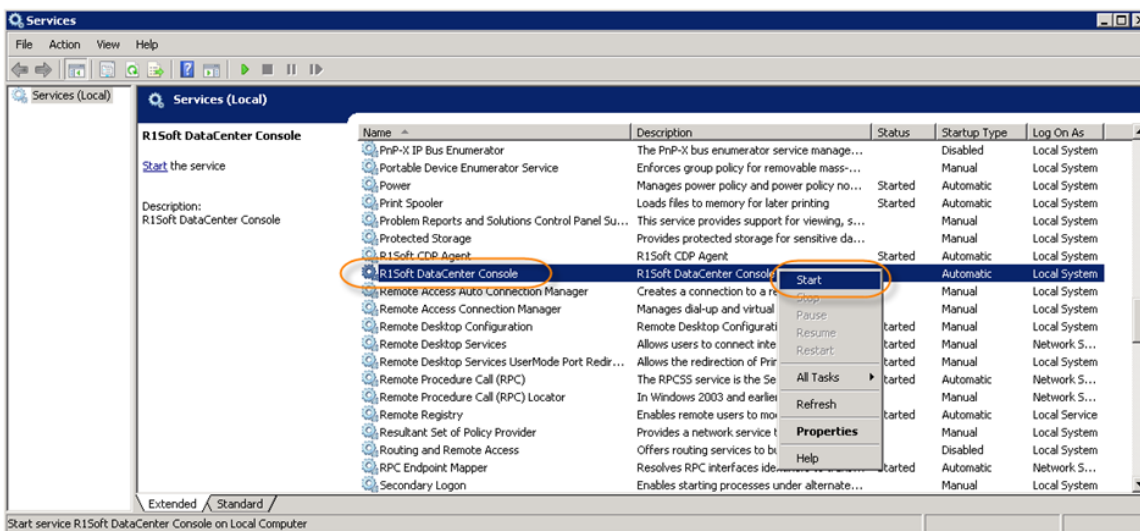 Services
File Action View Help
Services (Local)
Services (Local)
R1Soft DataCenter Console
Start the service
Description:
R1Soft DataCenter Console
Name Description Status Startup Type Log On As
PnP-X IP Bus Enumerator The PnP-X bus enumerator service manage... Disabled Local System
Portable Device Enumerator Service Enforces group policy for removable mass-... Manual Local System
Power Manages power policy and power policy no... Started Automatic Local System
Print Spooler Loads files to memory for later printing Started Automatic Local System
Problem Reports and Solutions Control Panel Su... This service provides support for viewing, s... Manual Local System
Protected Storage Provides protected storage for sensitive da... Manual Local System
R1Soft CDP Agent R1Soft CDP Agent Started Automatic Local System
R1Soft DataCenter Console R1Soft DataCenter Console Automatic Local System
Remote Access Auto Connection Manager Creates a connection to a re Manual Local System
Remote Access Connection Manager Manages dial-up and virtual Manual Local System
Remote Desktop Configuration Remote Desktop Configurati tarted Manual Local System
Remote Desktop Services Allows users to connect inte tarted Manual Network S...
Remote Desktop Services UserMode Port Redir... Allows the redirection of Prin tarted Manual Local System
Remote Procedure Call (RPC) The RPCSS service is the Se tarted Automatic Network S...
Remote Procedure Call (RPC) Locator In Windows 2003 and earlier Manual Network S...
Remote Registry Enables remote users to mo tarted Automatic Local Service
Resultant Set of Policy Provider Provides a network service t Manual Local System
Routing and Remote Access Offers routing services to bu Disabled Local System
RPC Endpoint Mapper Resolves RPC interfaces tarted Automatic Network S...
Secondary Logon Enables starting processes under alternate... Manual Local System
Start
Stop
Pause
Resume
Restart
All Tasks
Refresh
Properties
Help
Extended Standard
Start service R1Soft DataCenter Console on Local Computer